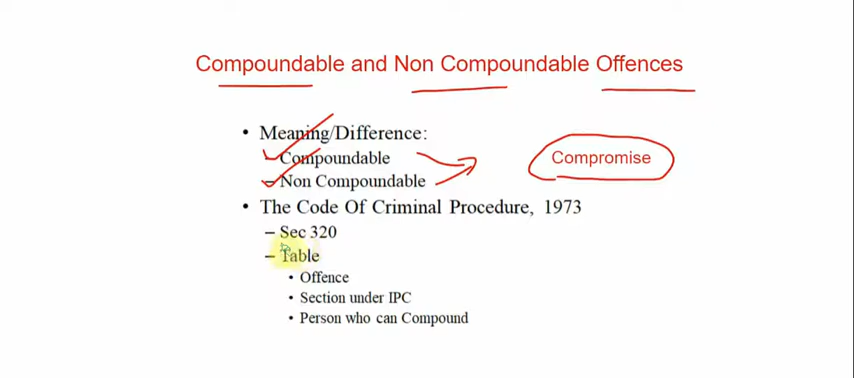 Compoundable and Non Compoundable Offences
• Meaning/Difference:
– Compoundable
Compromise
– Non Compoundable
• The Code Of Criminal Procedure, 1973
– Sec 320
– Table
• Offence
• Section under IPC
• Person who can Compound